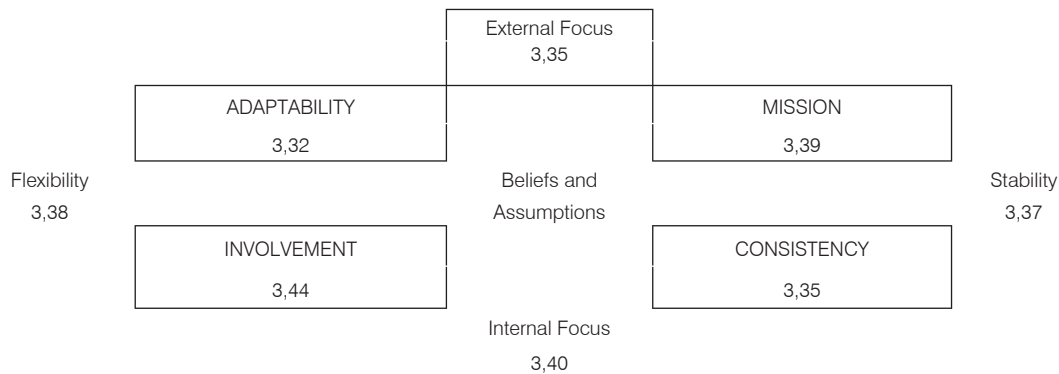 External Focus
3,35
ADAPTABILITY
3,32
MISSION
3,39
Flexibility
3,38
Beliefs and
Assumptions
Stability
3,37
INVOLVEMENT
3,44
CONSISTENCY
3,35
Internal Focus
3,40